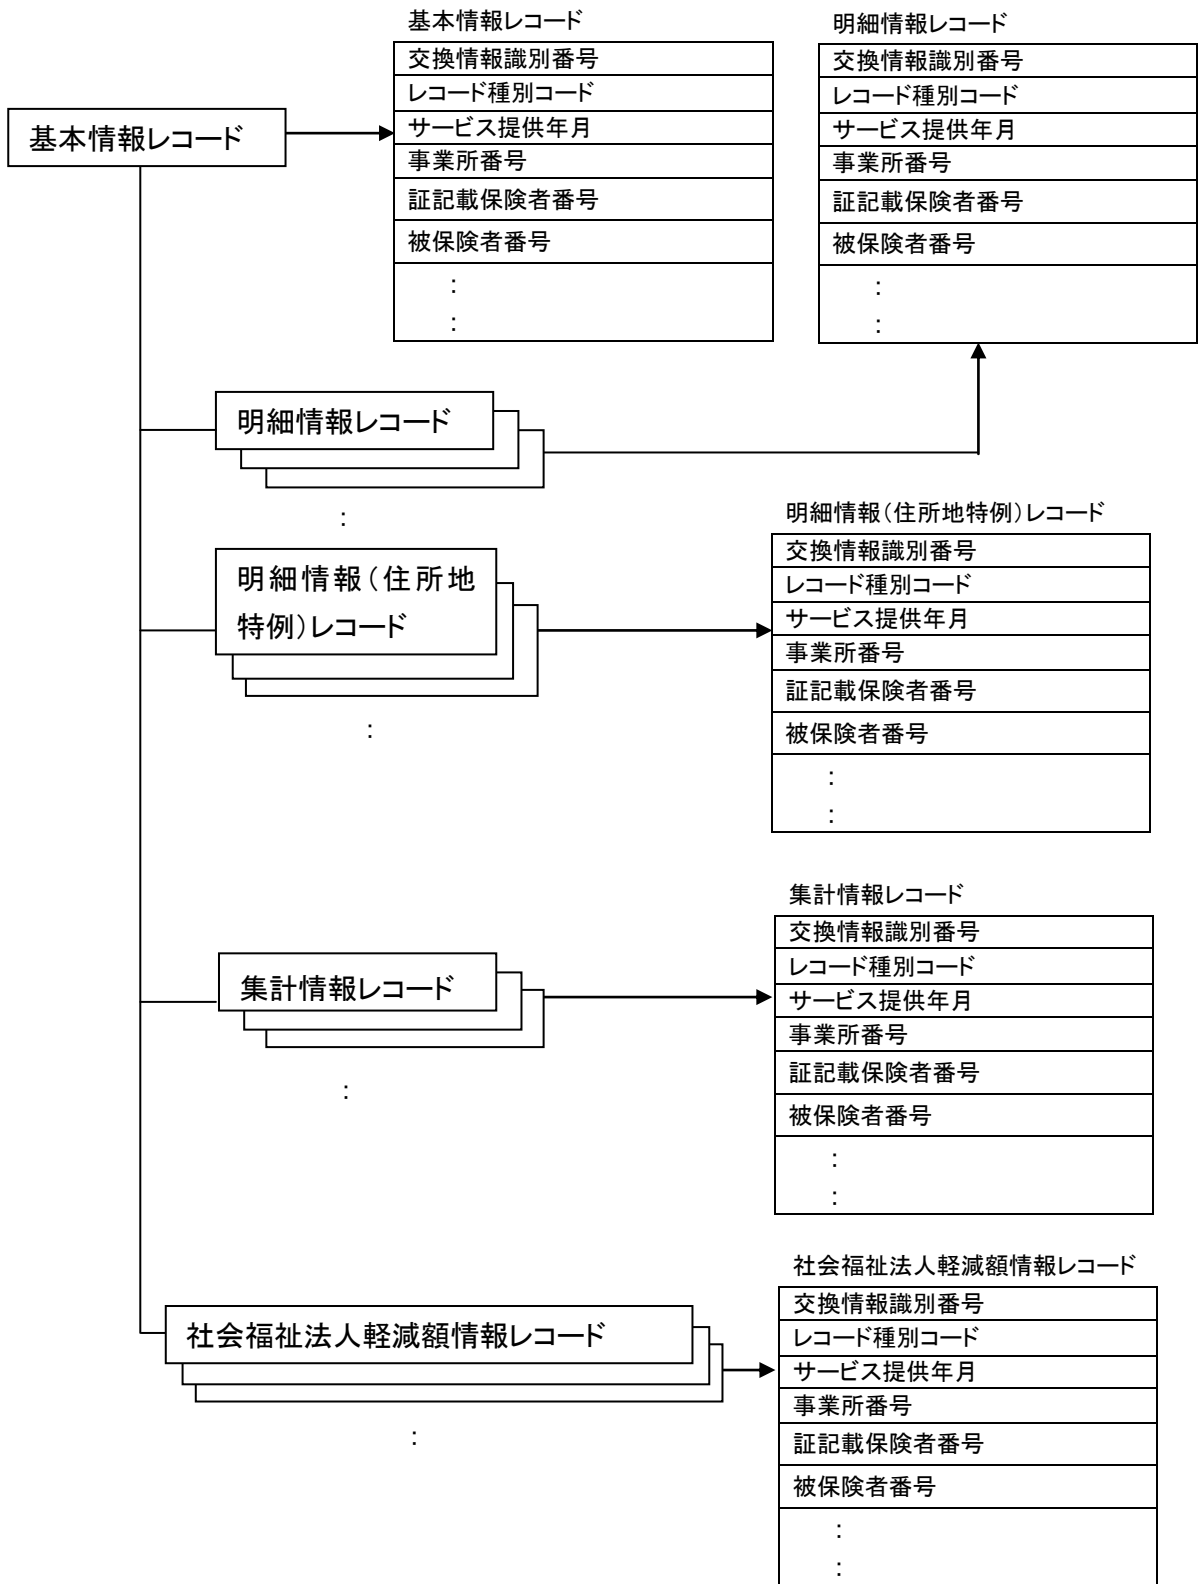 基本情報レコード
交換情報識別番号
レコード種別コード
サービス提供年月
事業所番号
証記載保険者番号
被保険者番号
:
:
明細情報レコード
交換情報識別番号
レコード種別コード
サービス提供年月
事業所番号
証記載保険者番号
被保険者番号
:
:
基本情報レコード
明細情報レコード
:
明細情報(住所地
特例)レコード
:
明細情報(住所地特例)レコード
交換情報識別番号
レコード種別コード
サービス提供年月
事業所番号
証記載保険者番号
被保険者番号
:
:
集計情報レコード
:
集計情報レコード
交換情報識別番号
レコード種別コード
サービス提供年月
事業所番号
証記載保険者番号
被保険者番号
:
:
社会福祉法人軽減額情報レコード
:
社会福祉法人軽減額情報レコード
交換情報識別番号
レコード種別コード
サービス提供年月
事業所番号
証記載保険者番号
被保険者番号
:
: